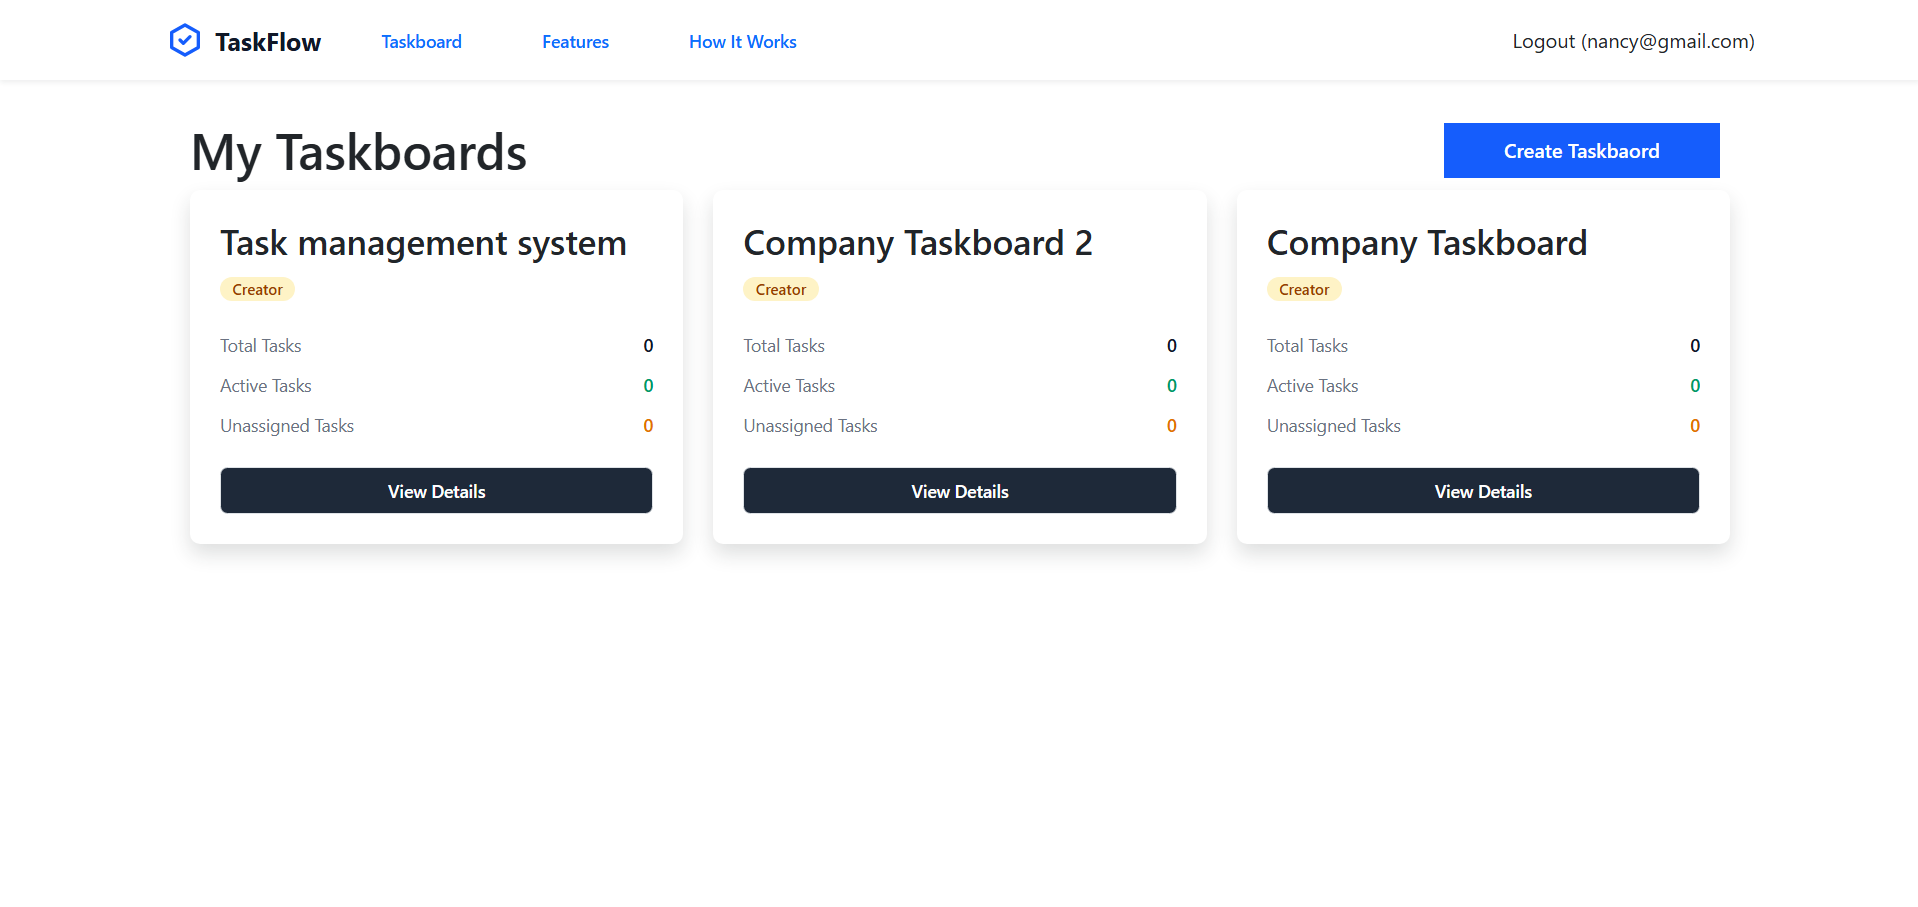 TaskFlow Taskboard Features How It Works Logout (nancy@gmail.com)
My Taskboards Create Taskbaord
Task management system
Creator
Total Tasks 0
Active Tasks 0
Unassigned Tasks 0
View Details
Company Taskboard 2
Creator
Total Tasks 0
Active Tasks 0
Unassigned Tasks 0
View Details
Company Taskboard
Creator
Total Tasks 0
Active Tasks 0
Unassigned Tasks 0
View Details